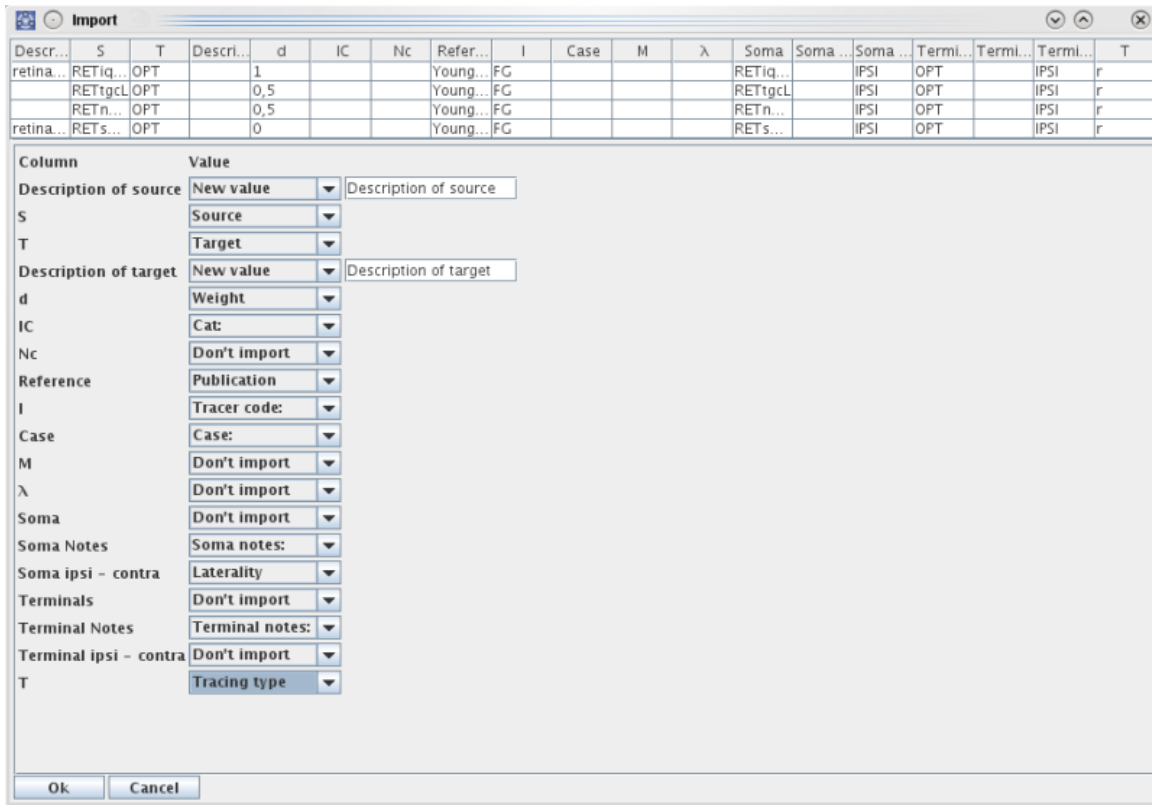 Import
Descr... S T Descri... d IC Nc Refer... I Case M λ Soma Soma ... Soma ... Termi... Termi... Termi... T
retina... RETiq... OPT 1 Young... FG RETiq... IPSI OPT IPSI r
RETtgcL OPT 0,5 Young... FG RETtgcL IPSI OPT IPSI r
RETn... OPT 0,5 Young... FG RETn... IPSI OPT IPSI r
retina... RETs... OPT 0 Young... FG RETs... IPSI OPT IPSI r
Column Value
Description of source New value Description of source
S Source
T Target
Description of target New value Description of target
d Weight
IC Cat:
Nc Don't import
Reference Publication
I Tracer code:
Case Case:
M Don't import
λ Don't import
Soma Don't import
Soma Notes Soma notes:
Soma ipsi - contra Laterality
Terminals Don't import
Terminal Notes Terminal notes:
Terminal ipsi - contra Don't import
T Tracing type
Ok Cancel